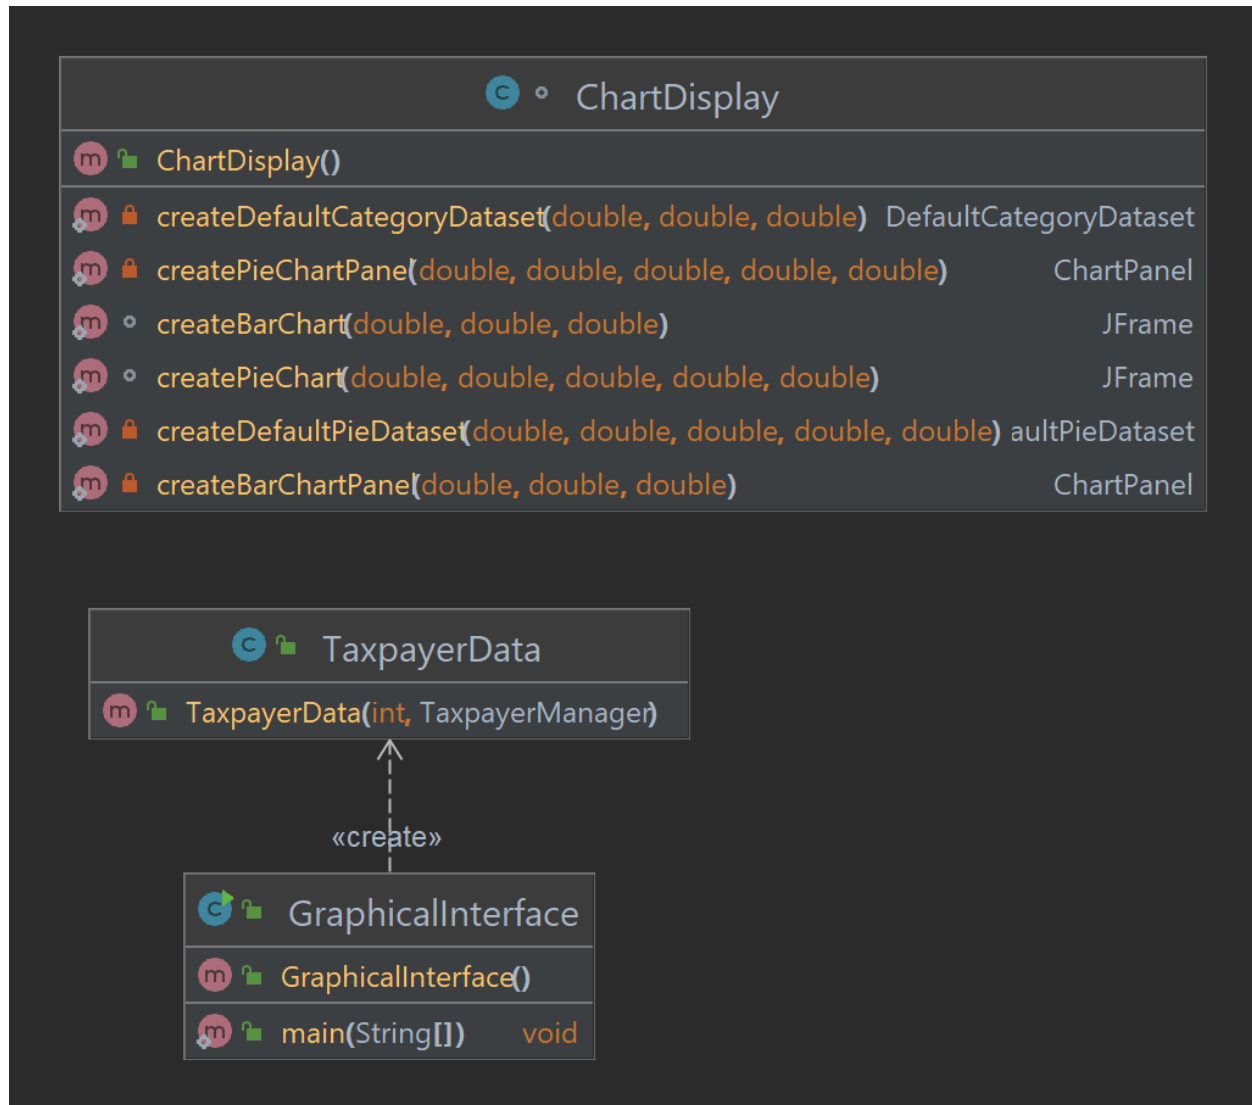 ChartDisplay
ChartDisplay()
createDefaultCategoryDataset(double, double, double) DefaultCategoryDataset
createPieChartPanel(double, double, double, double, double) ChartPanel
createBarChart(double, double, double) JFrame
createPieChart(double, double, double, double, double) JFrame
createDefaultPieDataset(double, double, double, double, double) aultPieDataset
createBarChartPanel(double, double, double) ChartPanel
TaxpayerData
TaxpayerData(int, TaxpayerManager)
«create»
GraphicalInterface
GraphicalInterface()
main(String[]) void